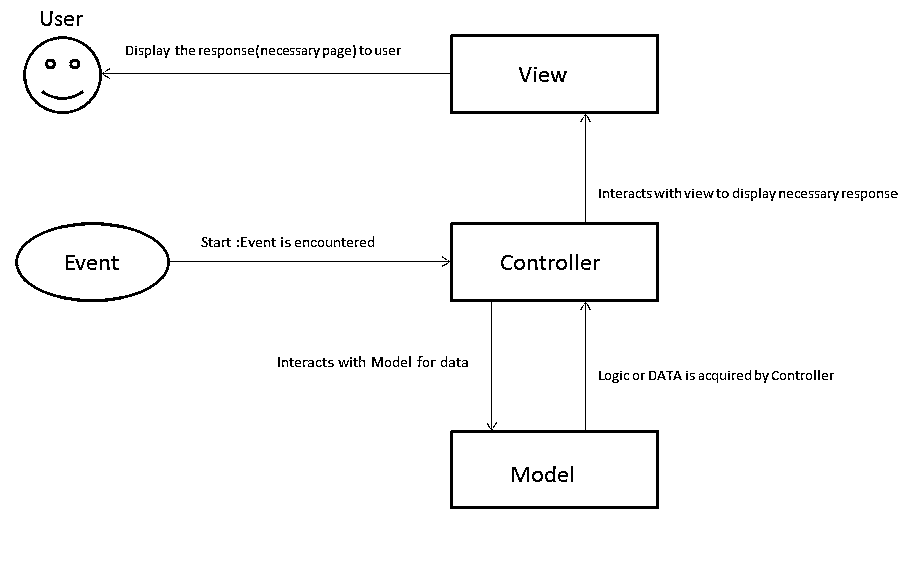 User
Display the response(necessary page) to user
View
Interacts with view to display necessary response
Start :Event is encountered
Event
Controller
Interacts with Model for data
Logic or DATA is acquired by Controller
Model